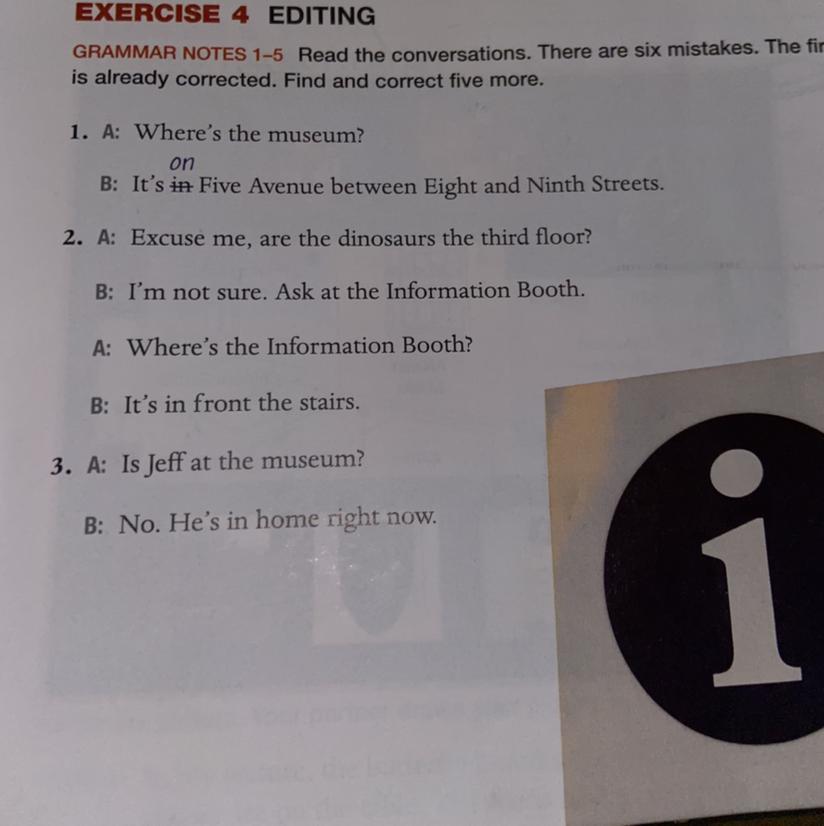 EXERCISE 4 EDITING
GRAMMAR NOTES 1–5 Read the conversations. There are six mistakes. The
is already corrected. Find and correct five more.
1. A: Where's the museum?
on
B: It's in Five Avenue between Eight and Ninth Streets.
2. A: Excuse me, are the dinosaurs the third floor?
B: I'm not sure. Ask at the Information Booth.
A: Where's the Information Booth?
B: It's in front the stairs.
3. A: Is Jeff at the museum?
B: No. He's in home right now.
i